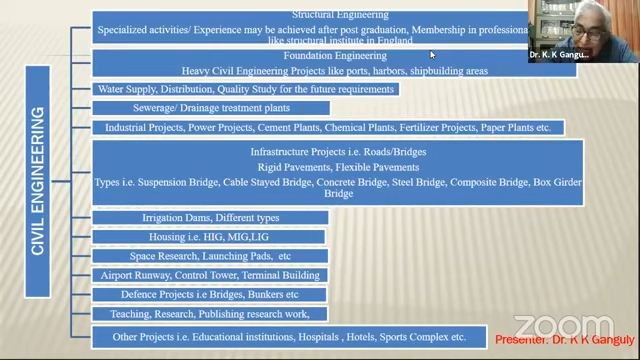 Structural Engineering
Specialized activities/ Experience may be achieved after post graduation, Membership in professional
like structural institute in England
Foundation Engineering
Heavy Civil Engineering Projects like ports, harbors, shipbuilding areas
Water Supply, Distribution, Quality Study for the future requirements
Sewerage/ Drainage treatment plants
Industrial Projects, Power Projects, Cement Plants, Chemical Plants, Fertilizer Projects, Paper Plants etc.
CIVIL ENGINEERING
Infrastructure Projects i.e. Roads/Bridges
Rigid Pavements, Flexible Pavements
Types i.e. Suspension Bridge, Cable Stayed Bridge, Concrete Bridge, Steel Bridge, Composite Bridge, Box Girder
Bridge
Irrigation Dams, Different types
Housing i.e. HIG, MIG,LIG
Space Research, Launching Pads, etc
Airport Runway, Control Tower, Terminal Building
Defence Projects i.e Bridges, Bunkers etc
Teaching, Research, Publishing research work,
Other Projects i.e. Educational institutions, Hospitals , Hotels, Sports Complex etc.
Dr. K. K Gangu...
zoom
Presenter: Dr. K K Ganguly